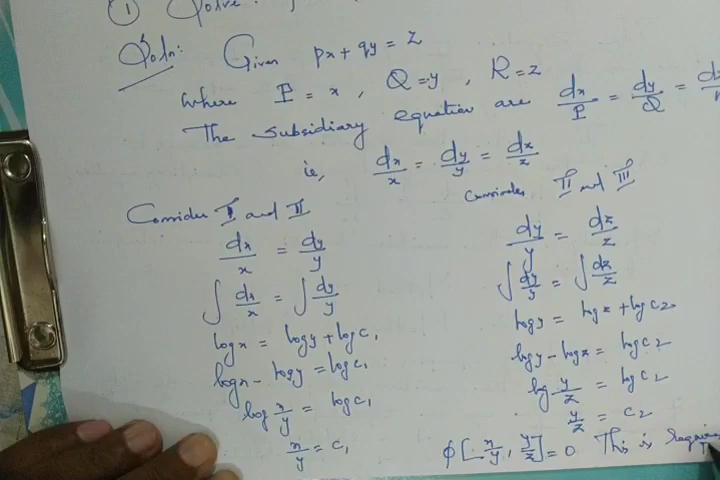 ① Solve :
Soln: Given px + qy = z
where P = x , Q = y , R = z
The subsidiary equation are dx/P = dy/Q =
ie, dx/x = dy/y = dz/z
Consider I and II
dx/x = dy/y
∫ dx/x = ∫ dy/y
log x = log y + log c₁
log x - log y = log c₁
log x/y = log c₁
x/y = c₁
Consider II and III
dy/y = dz/z
∫ dy/y = ∫ dz/z
log y = log z + log c₂
log y - log z = log c₂
log y/z = log c₂
y/z = c₂
ϕ [ x/y , y/z ] = 0 This is